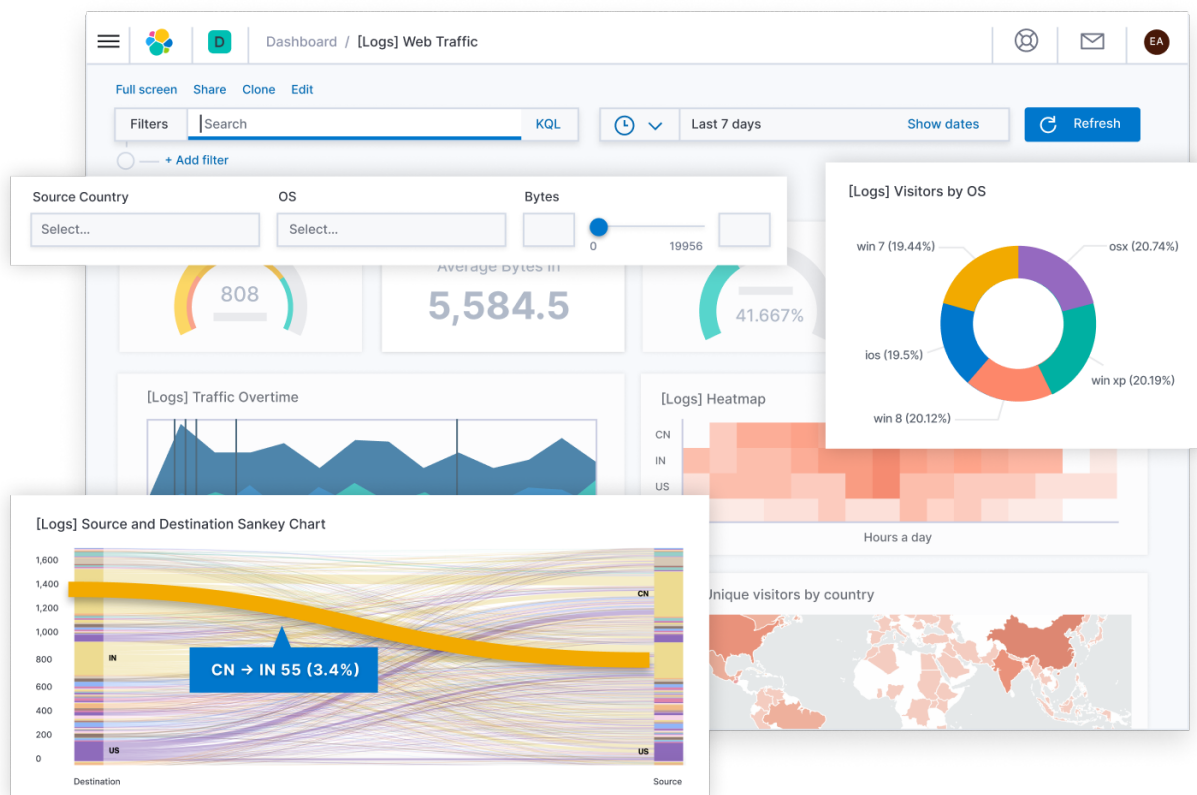 D
Dashboard / [Logs] Web Traffic
EA
Full screen Share Clone Edit
Filters Search KQL
Last 7 days Show dates
Refresh
+ Add filter
Source Country OS Bytes
Select... Select...
0 19956
[Logs] Visitors by OS
win 7 (19.44%)
osx (20.74%)
ios (19.5%)
win xp (20.19%)
win 8 (20.12%)
808
Average Bytes In
5,584.5
41.667%
[Logs] Traffic Overtime
[Logs] Heatmap
CN
IN
US
Hours a day
[Logs] Source and Destination Sankey Chart
1,600
1,400
1,200
1,000
800
600
400
200
0
CN
IN
CN → IN 55 (3.4%)
US
US
Destination
Source
Unique visitors by country